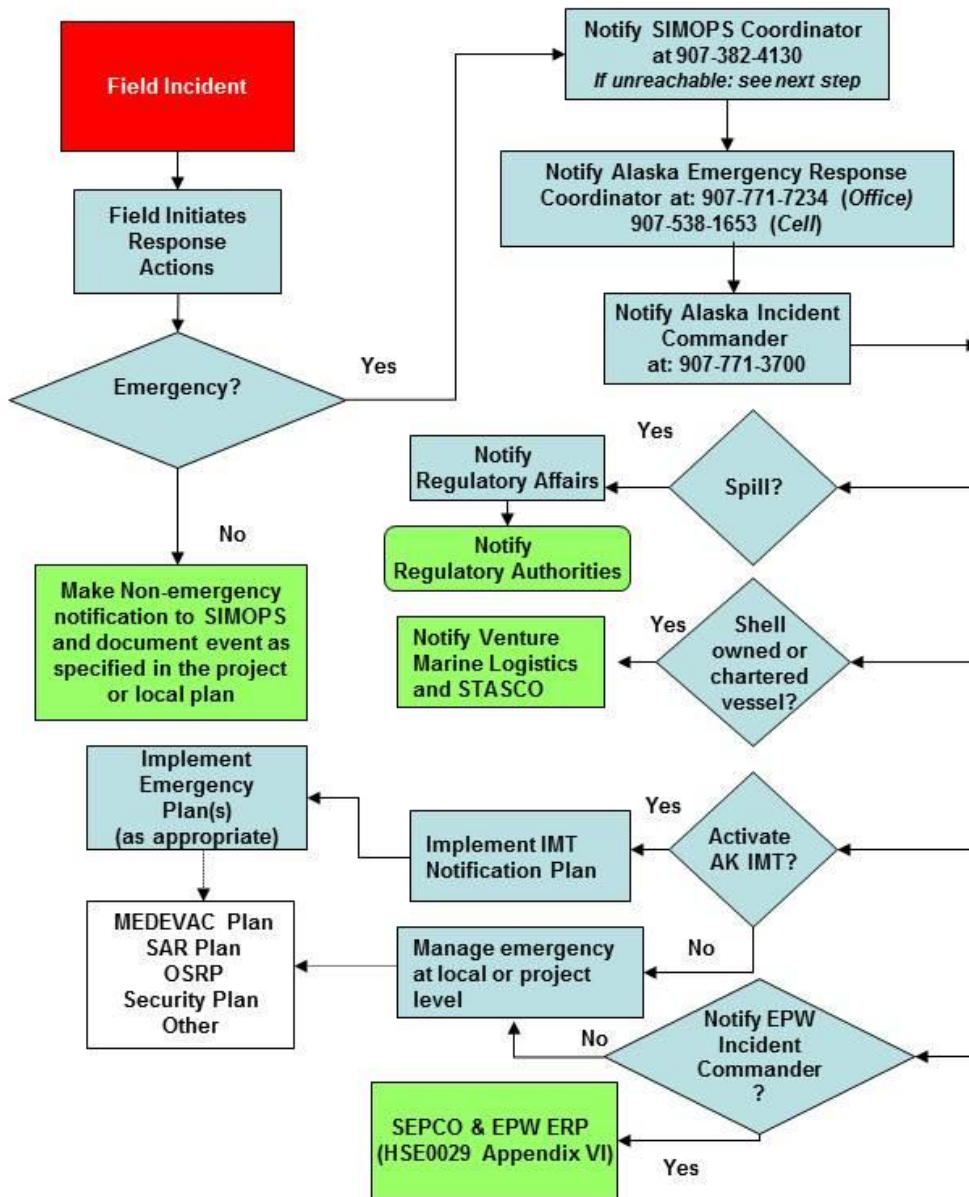 Field Incident
Field Initiates
Response
Actions
Emergency?
Yes
No
Make Non-emergency
notification to SIMOPS
and document event as
specified in the project
or local plan
Notify SIMOPS Coordinator
at 907-382-4130
If unreachable: see next step
Notify Alaska Emergency Response
Coordinator at: 907-771-7234 (Office)
907-538-1653 (Cell)
Notify Alaska Incident
Commander
at: 907-771-3700
Spill?
Yes
Notify
Regulatory Affairs
Notify
Regulatory Authorities
Shell
owned or
chartered
vessel?
Yes
Notify Venture
Marine Logistics
and STASCO
Activate
AK IMT?
Yes
Implement IMT
Notification Plan
Implement
Emergency
Plan(s)
(as appropriate)
MEDEVAC Plan
SAR Plan
OSRP
Security Plan
Other
No
Manage emergency
at local or project
level
Notify EPW
Incident
Commander
?
No
Yes
SEPCO & EPW ERP
(HSE0029 Appendix VI)